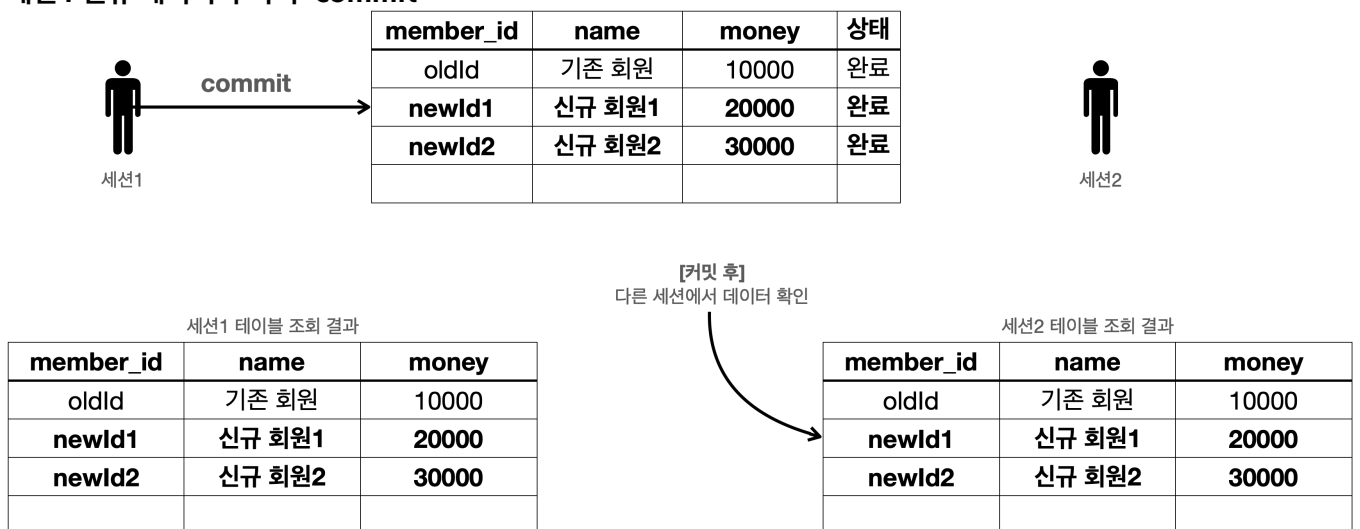 commit
member_id name money 상태
oldId 기존 회원 10000 완료
newId1 신규 회원1 20000 완료
newId2 신규 회원2 30000 완료
commit
세션1
세션2
[커밋 후]
다른 세션에서 데이터 확인
세션1 테이블 조회 결과
member_id name money
oldId 기존 회원 10000
newId1 신규 회원1 20000
newId2 신규 회원2 30000
세션2 테이블 조회 결과
member_id name money
oldId 기존 회원 10000
newId1 신규 회원1 20000
newId2 신규 회원2 30000